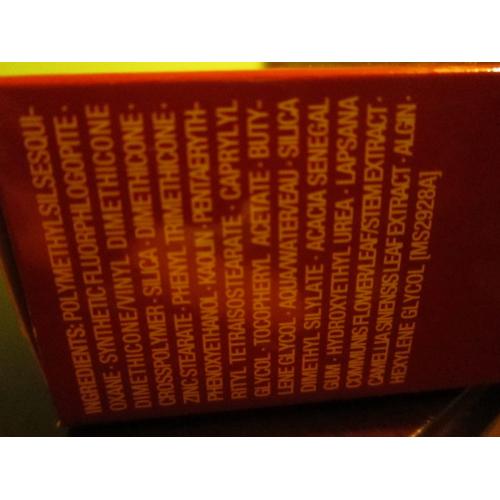 INGREDIENTS: POLYMETHYLSILSESQUI-
OXANE · SYNTHETIC FLUORPHLOGOPITE ·
DIMETHICONE/VINYL DIMETHICONE
CROSSPOLYMER · SILICA · DIMETHICONE ·
ZINC STEARATE · PHENYL TRIMETHICONE ·
PHENOXYETHANOL · KAOLIN · PENTAERYTH-
RITYL TETRAISOSTEARATE · CAPRYLYL
GLYCOL · TOCOPHERYL ACETATE · BUTY-
LENE GLYCOL · AQUA/WATER/EAU · SILICA
DIMETHYL SILYLATE · ACACIA SENEGAL
GUM · HYDROXYETHYL UREA · LAPSANA
COMMUNIS FLOWER/LEAF/STEM EXTRACT ·
CAMELLIA SINENSIS LEAF EXTRACT · ALGIN ·
HEXYLENE GLYCOL [MS2928A]